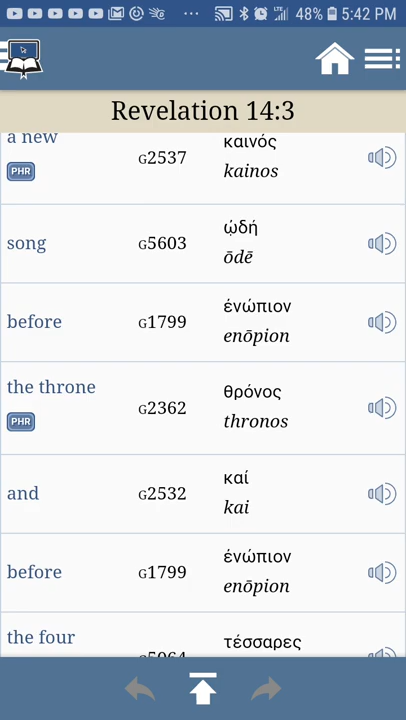 48% 5:42 PM
Revelation 14:3
a new
PHR
G2537
καινός
kainos
song
G5603
ᾠδή
ōdē
before
G1799
ἐνώπιον
enōpion
the throne
PHR
G2362
θρόνος
thronos
and
G2532
καί
kai
before
G1799
ἐνώπιον
enōpion
the four
G5064
τέσσαρες